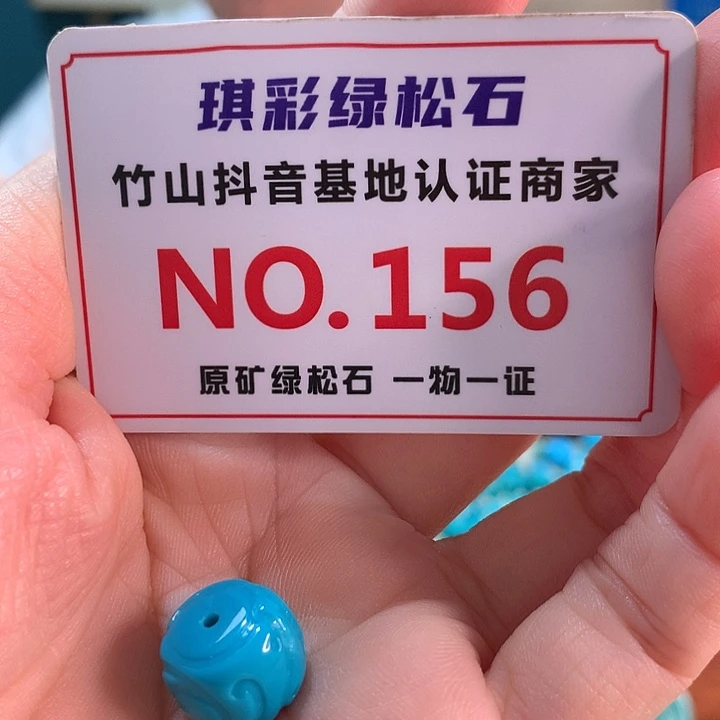 琪彩绿松石
竹山抖音基地认证商家
NO.156
原矿绿松石 一物一证